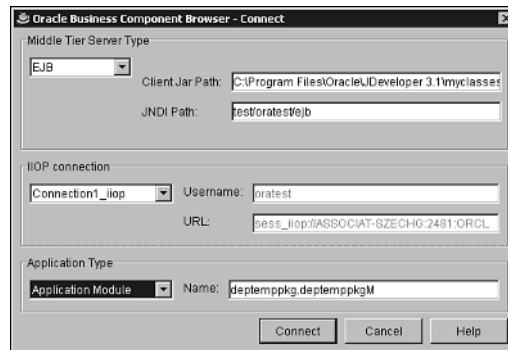 Oracle Business Component Browser - Connect
Middle Tier Server Type
EJB
Client Jar Path: C:\Program Files\Oracle\JDeveloper 3.1\myclasses
JNDI Path: test/oratest/ejb
IIOP connection
Connection1_iiop Username: oratest
URL: sess_iiop://ASSOCIAT-SZECHG:2481:ORCL
Application Type
Application Module Name: deptemppkg.deptemppkgM
Connect Cancel Help